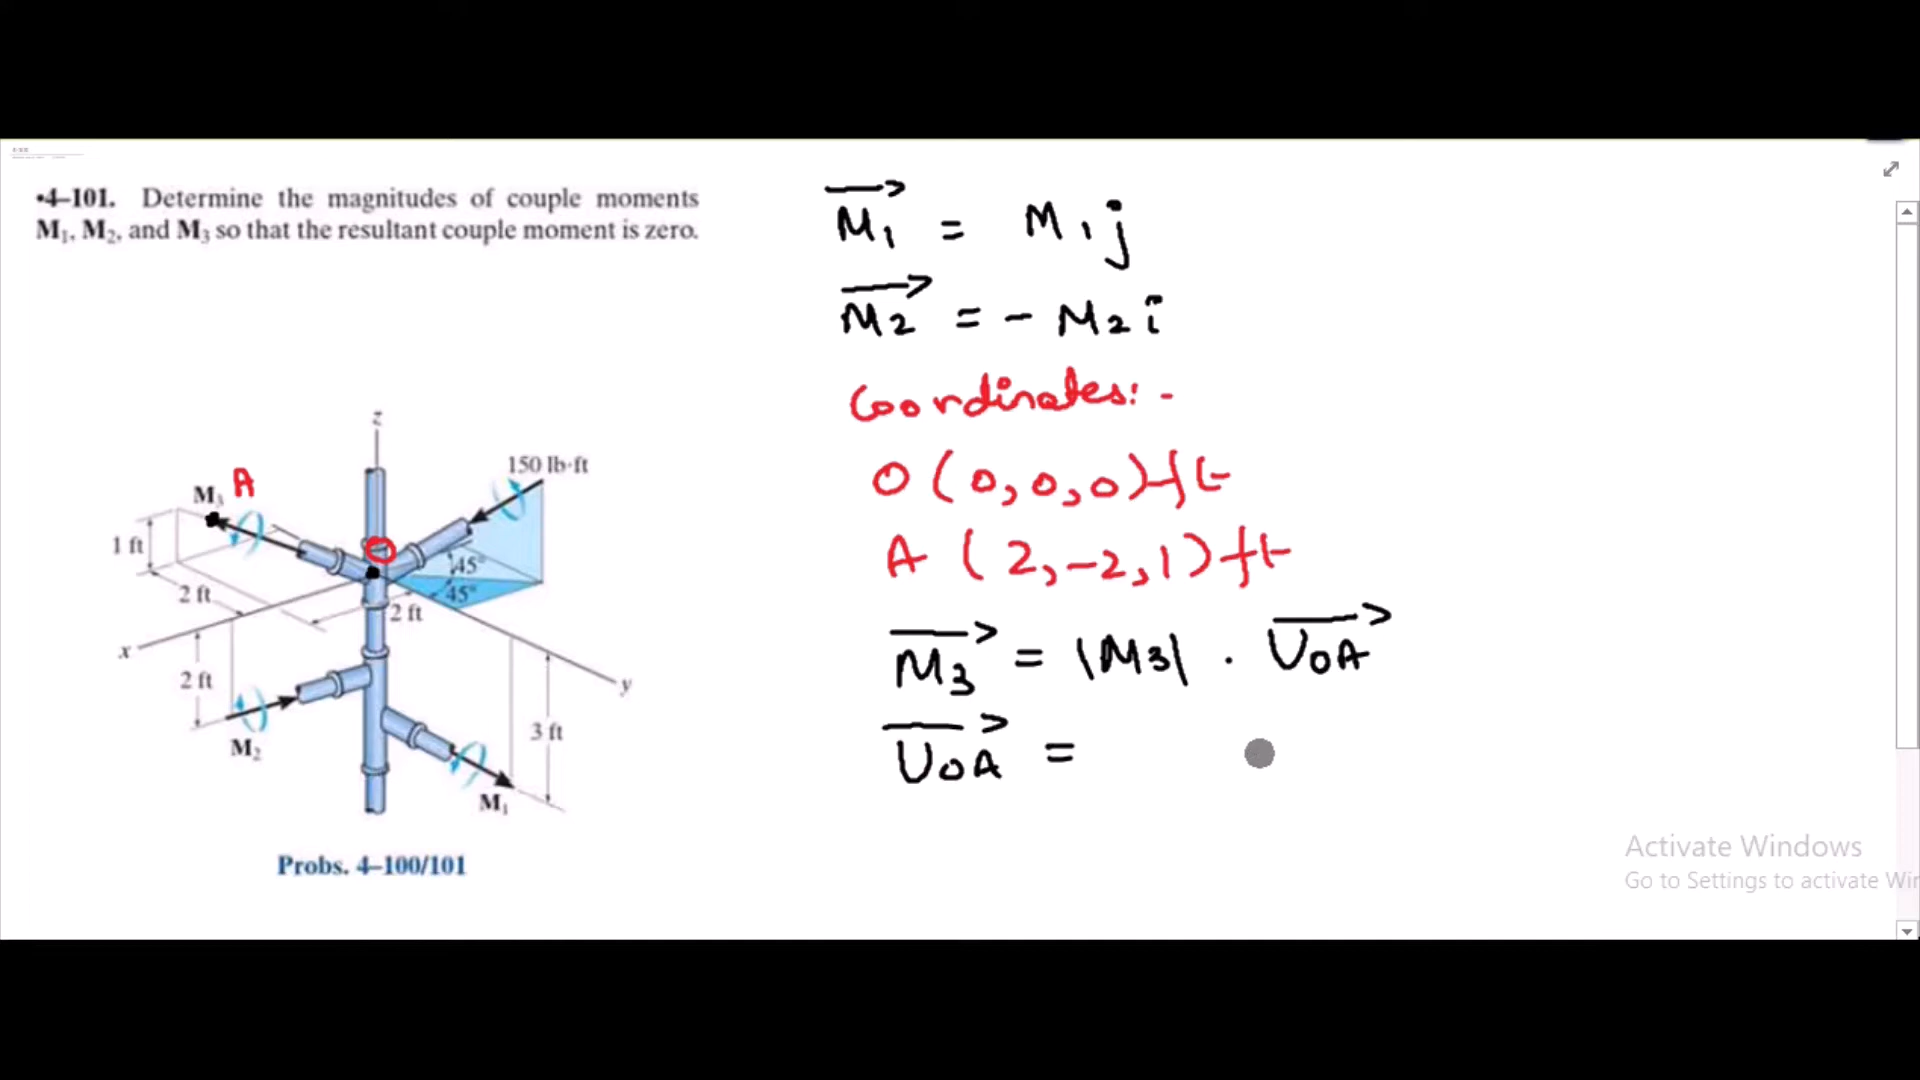 •4–101. Determine the magnitudes of couple moments
M₁, M₂, and M₃ so that the resultant couple moment is zero.
z
150 lb·ft
M₃ A
1 ft
O
45°
45°
2 ft
2 ft
x
2 ft
y
3 ft
M₂
M₁
Probs. 4–100/101
M₁ = M₁j
M₂ = - M₂ i
Coordinates:-
O (0,0,0)ft
A (2,-2,1)ft
M₃ = |M₃| . UOA
UOA =
Activate Windows
Go to Settings to activate Wi